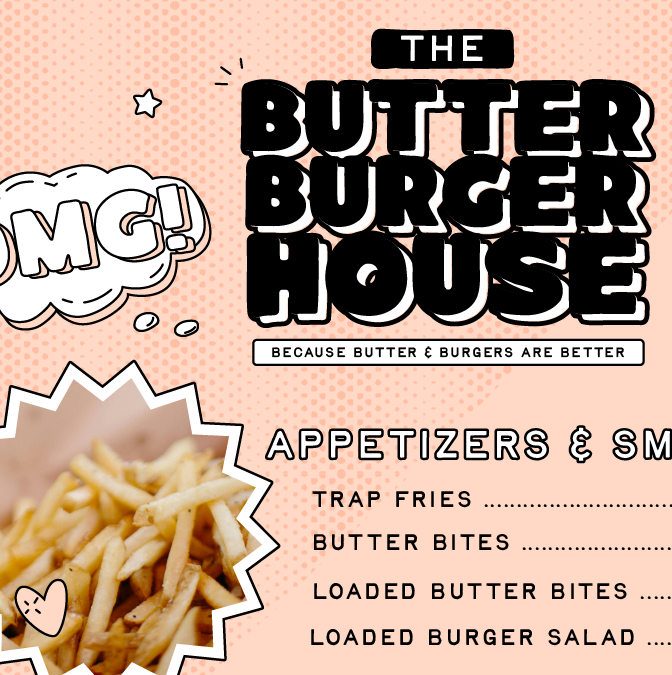 THE
BUTTER
BURGER
HOUSE
BECAUSE BUTTER & BURGERS ARE BETTER
OMG!
APPETIZERS & SM
TRAP FRIES ........................
BUTTER BITES ...................
LOADED BUTTER BITES .....
LOADED BURGER SALAD ....